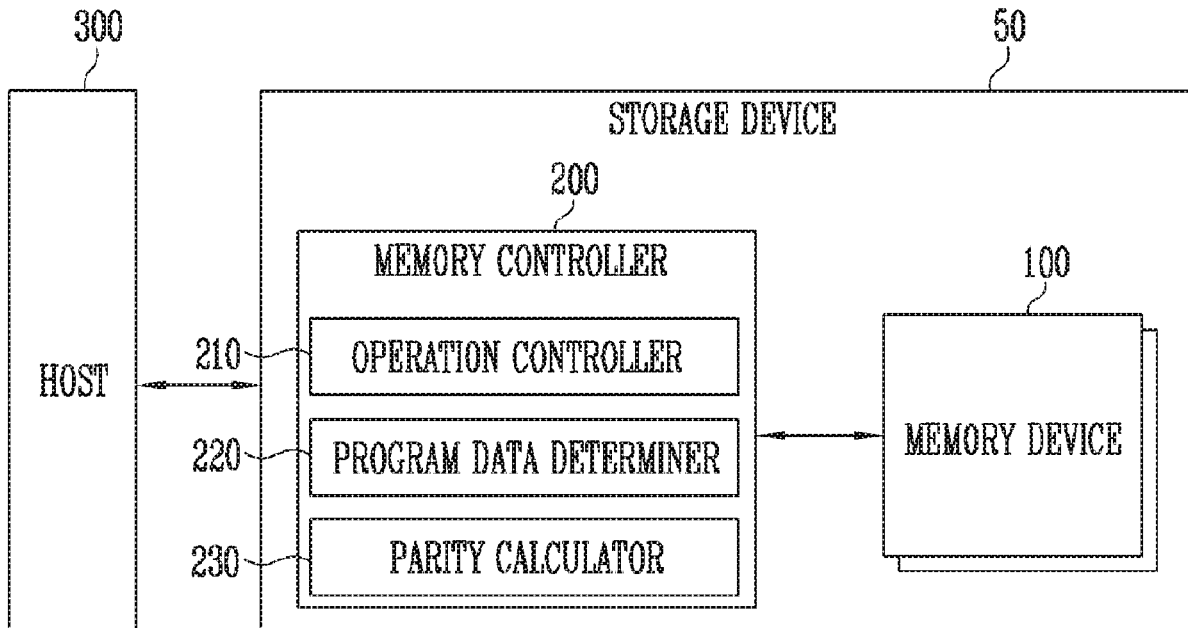 300
50
STORAGE DEVICE
200
MEMORY CONTROLLER
100
210
OPERATION CONTROLLER
HOST
220
PROGRAM DATA DETERMINER
MEMORY DEVICE
230
PARITY CALCULATOR